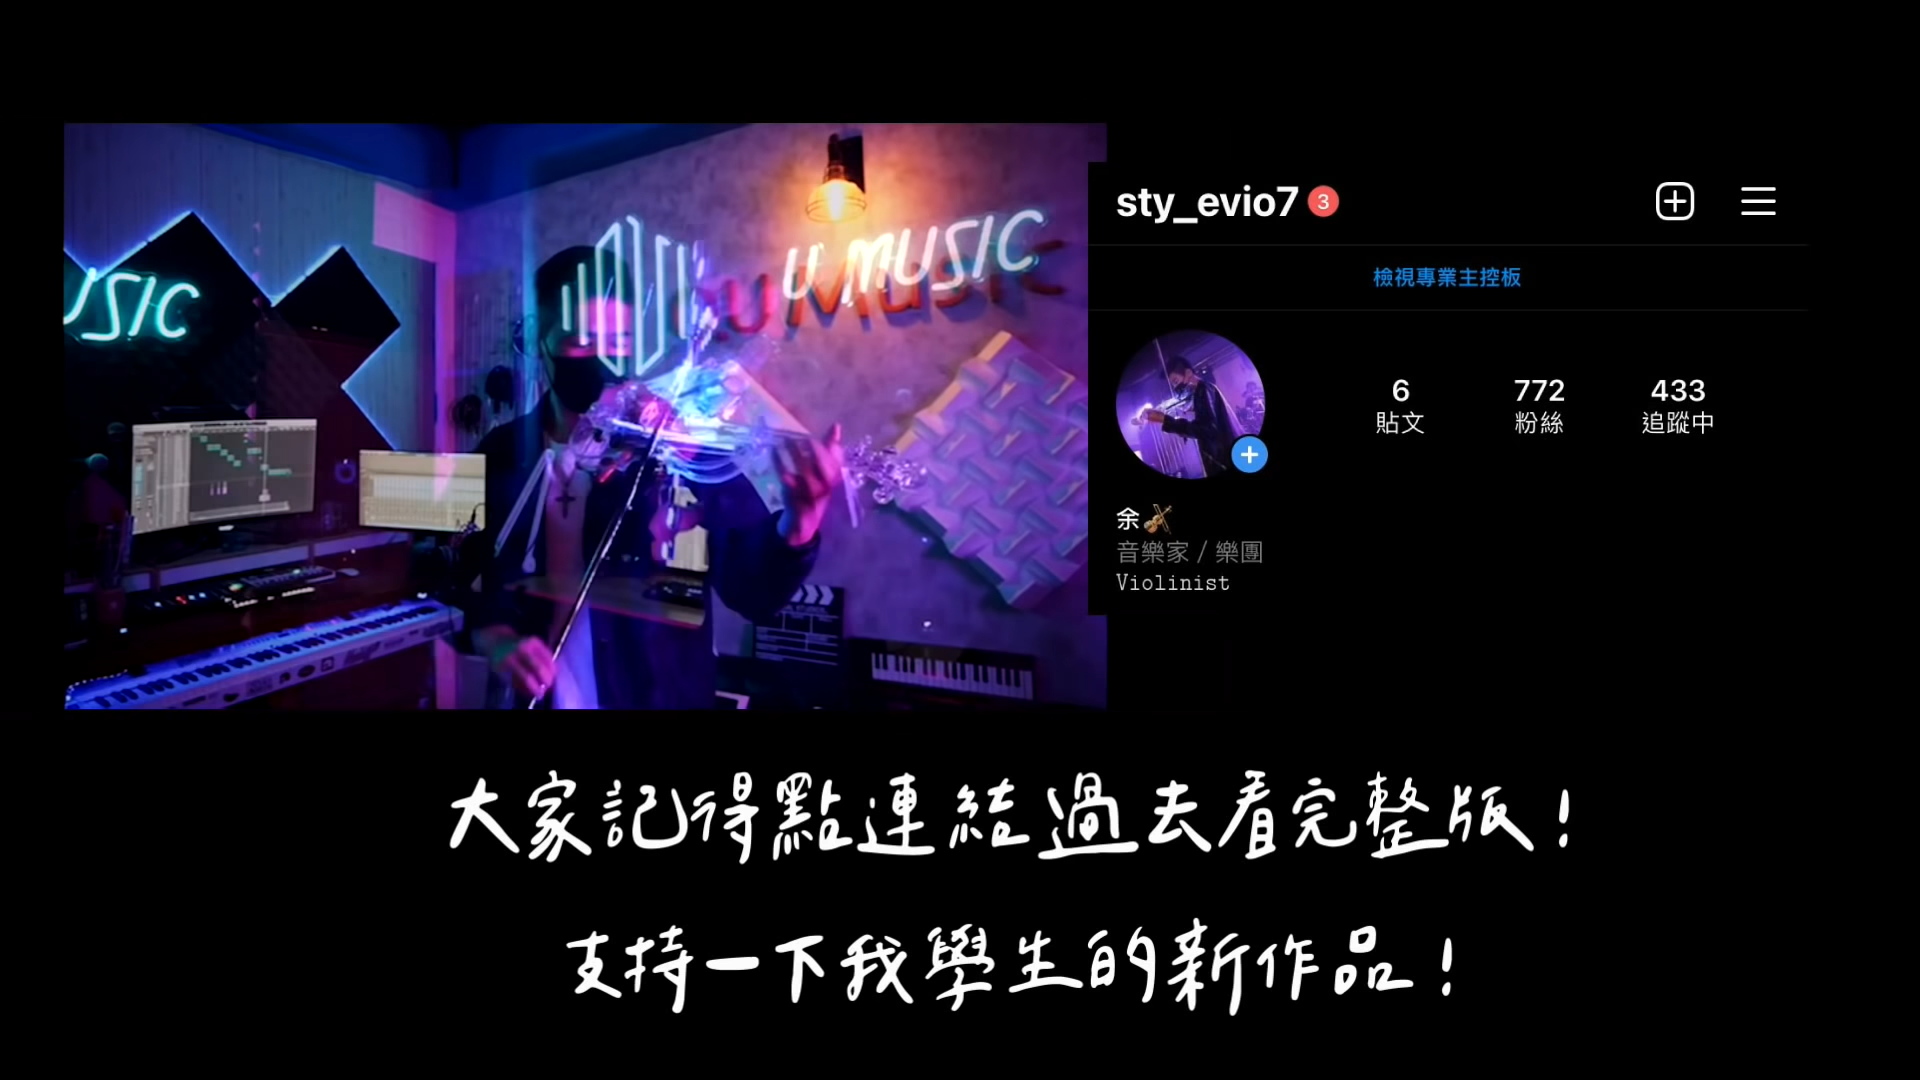 USIC
U MUSIC
U Music
sty_evio7 3
檢視專業主控板
6 772 433
貼文 粉絲 追蹤中
余🎻
音樂家 / 樂團
Violinist
大家記得點連結過去看完整版！
支持一下我學生的新作品！